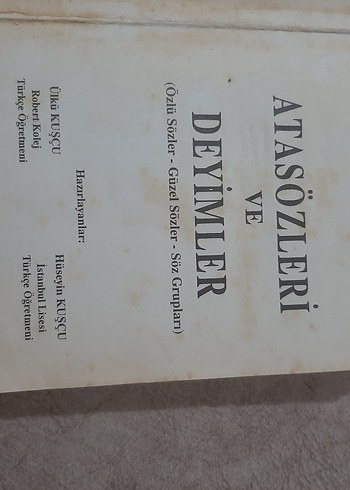 ATASÖZLERİ
VE
DEYİMLER
(Özlü Sözler - Güzel Sözler - Söz Grupları)
Hazırlayanlar:
Ülkü KUŞÇU
Robert Kolej
Türkçe Öğretmeni
Hüseyin KUŞÇU
İstanbul Lisesi
Türkçe Öğretmeni